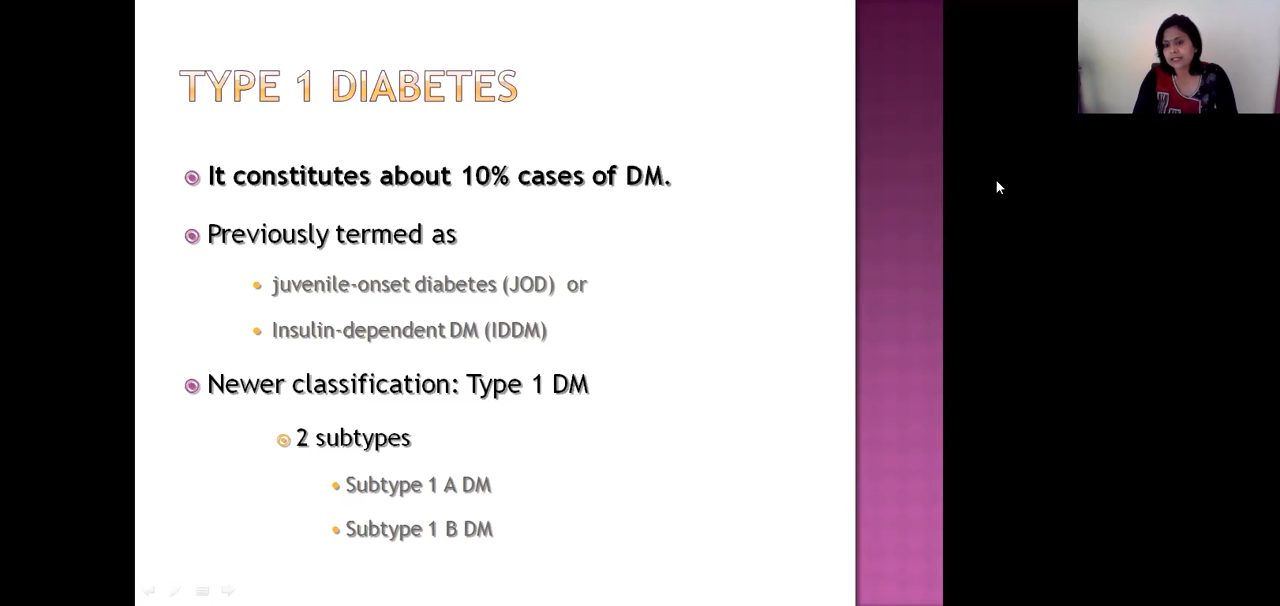 TYPE 1 DIABETES
It constitutes about 10% cases of DM.
Previously termed as
juvenile-onset diabetes (JOD) or
Insulin-dependent DM (IDDM)
Newer classification: Type 1 DM
2 subtypes
Subtype 1 A DM
Subtype 1 B DM